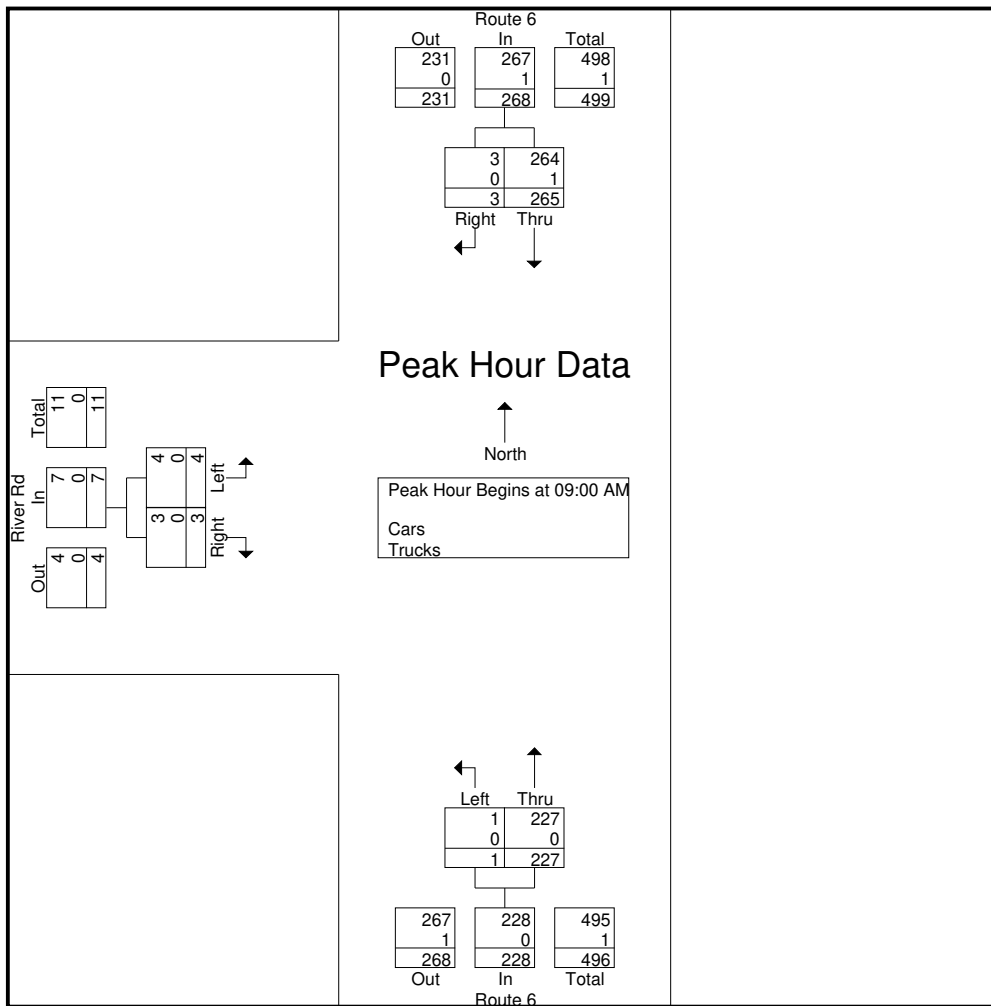 Route 6
Out In Total
231 267 498
0 1 1
231 268 499
3 264
0 1
3 265
Right Thru
Peak Hour Data
North
Peak Hour Begins at 09:00 AM
Cars
Trucks
River Rd
Total
11 0 11
In
7 0 7
Out
4 0 4
Left
4 0 4
Right
3 0 3
Left Thru
1 227
0 0
1 227
267 228 495
1 0 1
268 228 496
Out In Total
Route 6